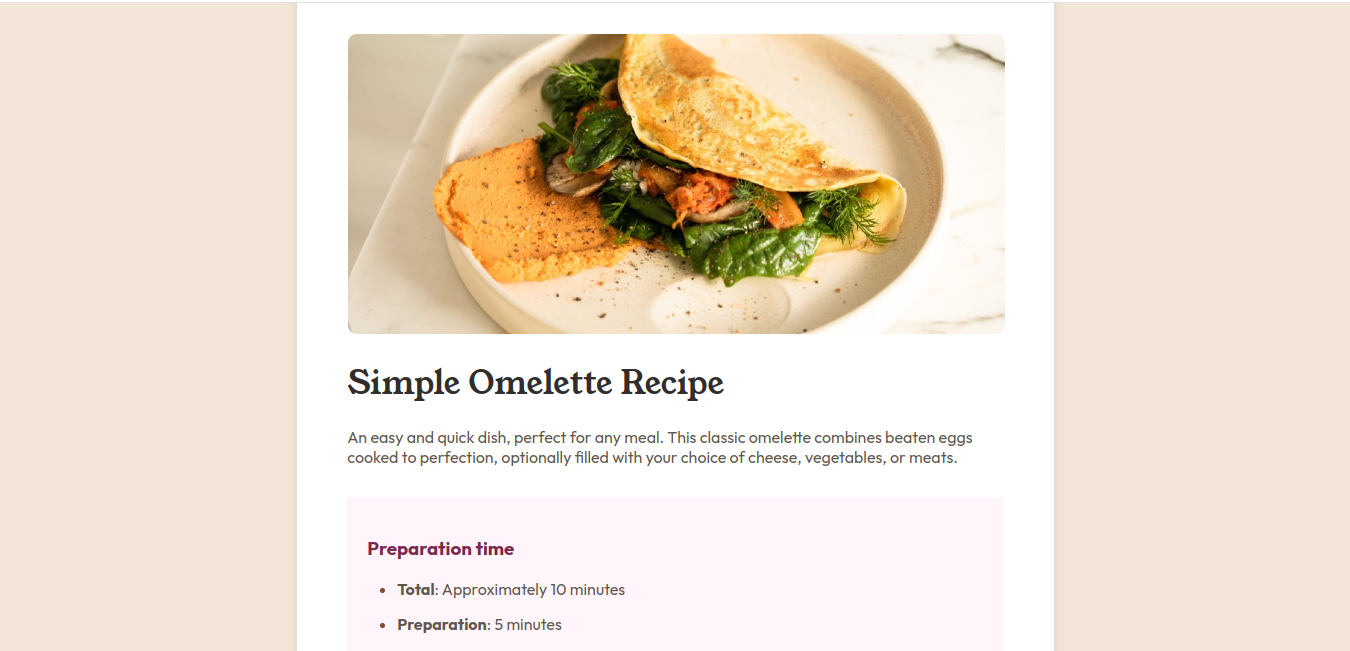 Simple Omelette Recipe
An easy and quick dish, perfect for any meal. This classic omelette combines beaten eggs
cooked to perfection, optionally filled with your choice of cheese, vegetables, or meats.
Preparation time
• Total: Approximately 10 minutes
• Preparation: 5 minutes